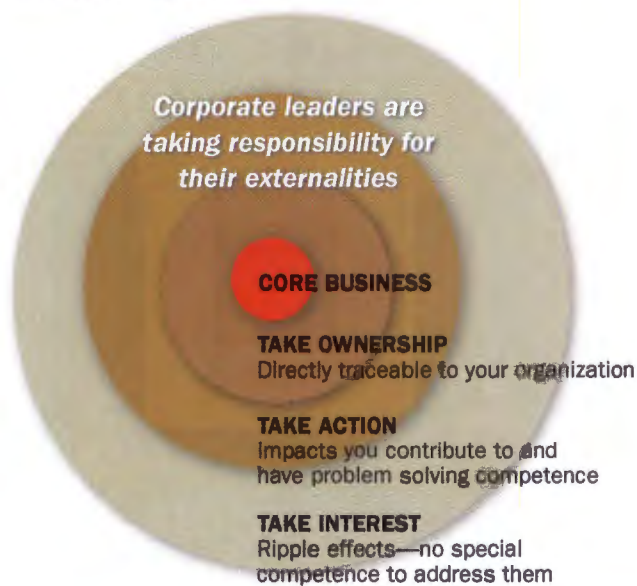 Corporate leaders are
taking responsibility for
their externalities
CORE BUSINESS
TAKE OWNERSHIP
Directly traceable to your organization
TAKE ACTION
Impacts you contribute to and
have problem solving competence
TAKE INTEREST
Ripple effects—no special
competence to address them